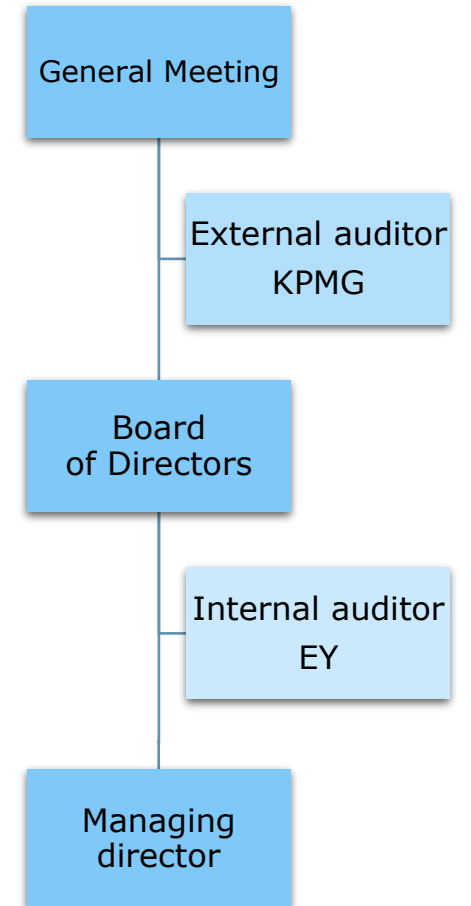 General Meeting
External auditor
KPMG
Board
of Directors
Internal auditor
EY
Managing
director